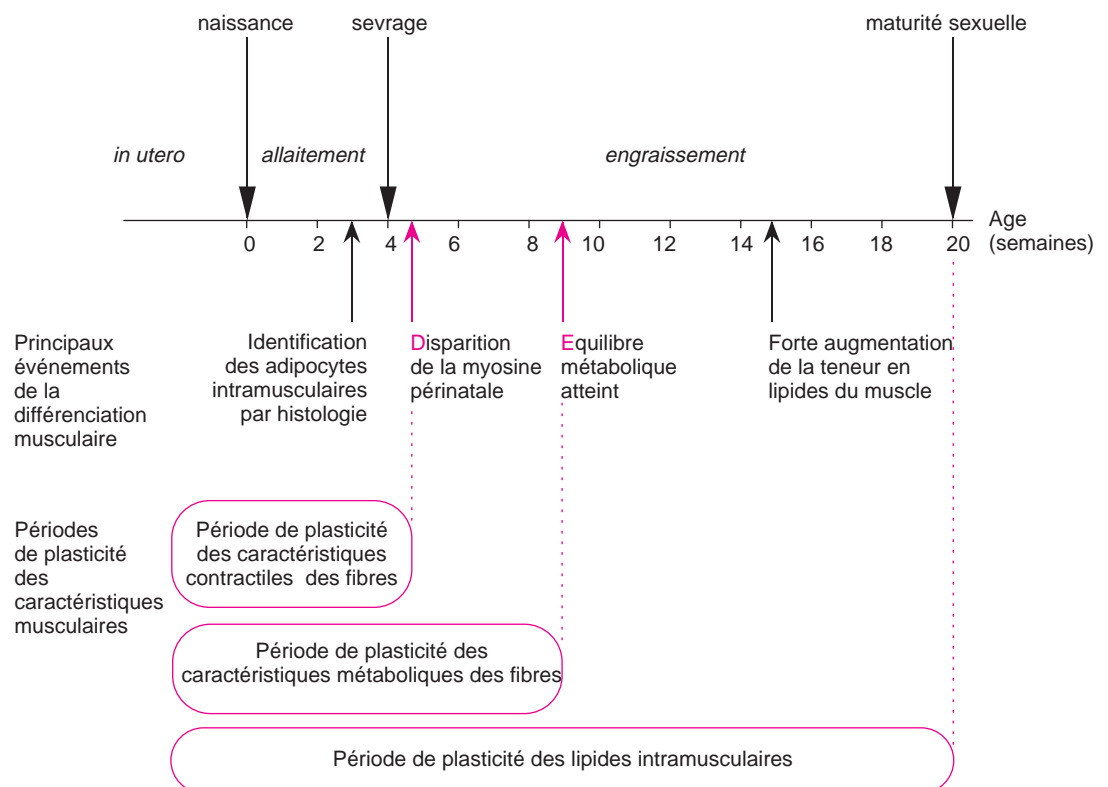 naissance
sevrage
maturité sexuelle
in utero
allaitement
engraissement
0 2 4 6 8 10 12 14 16 18 20
Age
(semaines)
Principaux
événements
de la
différenciation
musculaire
Identification
des adipocytes
intramusculaires
par histologie
Disparition
de la myosine
périnatale
Equilibre
métabolique
atteint
Forte augmentation
de la teneur en
lipides du muscle
Périodes
de plasticité
des
caractéristiques
musculaires
Période de plasticité
des caractéristiques
contractiles des fibres
Période de plasticité des
caractéristiques métaboliques des fibres
Période de plasticité des lipides intramusculaires